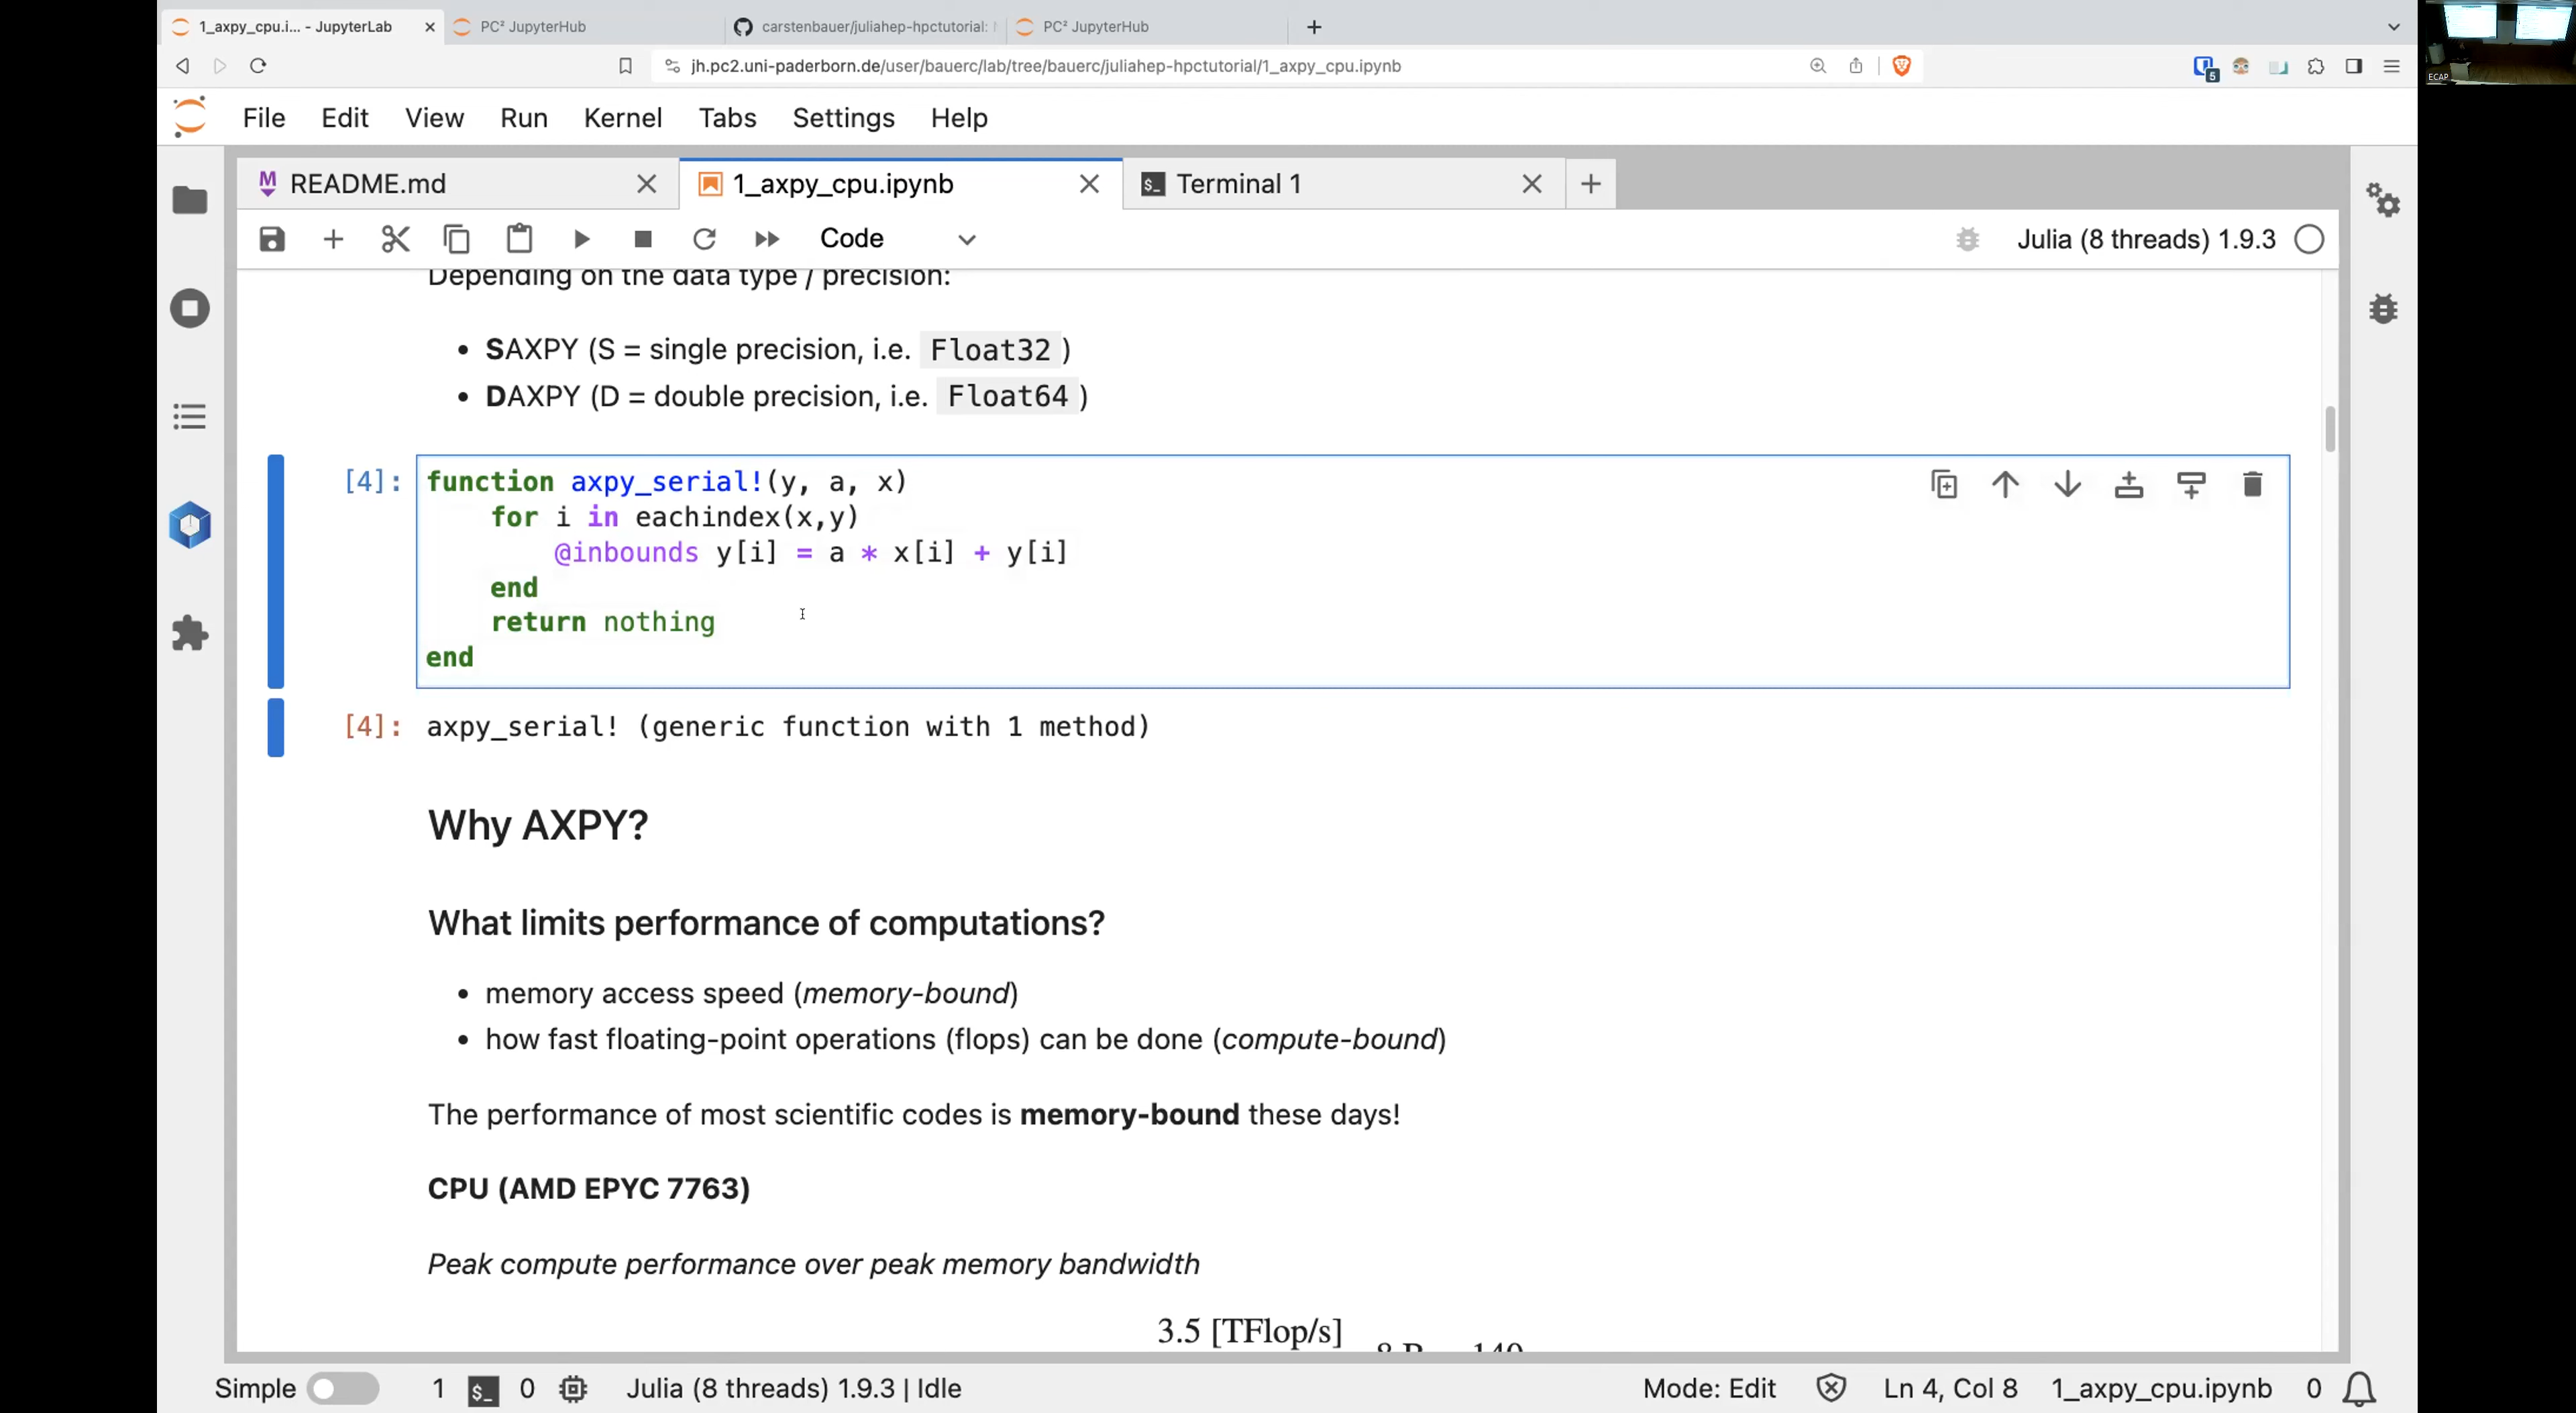 1_axpy_cpu.i... - JupyterLab
PC² JupyterHub
carstenbauer/juliahep-hpctutorial:
PC² JupyterHub
jh.pc2.uni-paderborn.de/user/bauerc/lab/tree/bauerc/juliahep-hpctutorial/1_axpy_cpu.ipynb
5
ECAP
File Edit View Run Kernel Tabs Settings Help
README.md
1_axpy_cpu.ipynb
Terminal 1
Code
Julia (8 threads) 1.9.3
Depending on the data type / precision:
• SAXPY (S = single precision, i.e. Float32 )
• DAXPY (D = double precision, i.e. Float64 )
[4]: function axpy_serial!(y, a, x)
for i in eachindex(x,y)
@inbounds y[i] = a * x[i] + y[i]
end
return nothing
end
[4]: axpy_serial! (generic function with 1 method)
Why AXPY?
What limits performance of computations?
• memory access speed (memory-bound)
• how fast floating-point operations (flops) can be done (compute-bound)
The performance of most scientific codes is memory-bound these days!
CPU (AMD EPYC 7763)
Peak compute performance over peak memory bandwidth
3.5 [TFlop/s]
Simple 1 $_ 0 Julia (8 threads) 1.9.3 | Idle Mode: Edit Ln 4, Col 8 1_axpy_cpu.ipynb 0